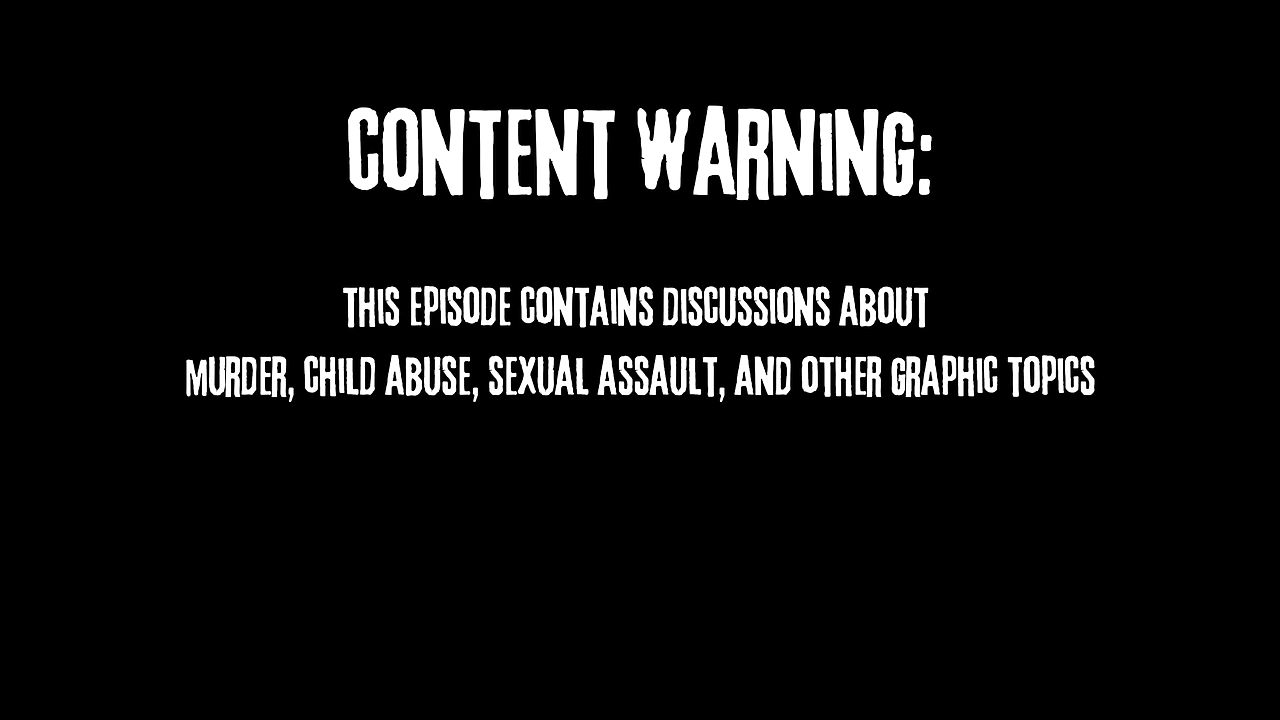 CONTENT WARNING:
THIS EPISODE CONTAINS DISCUSSIONS ABOUT
MURDER, CHILD ABUSE, SEXUAL ASSAULT, AND OTHER GRAPHIC TOPICS